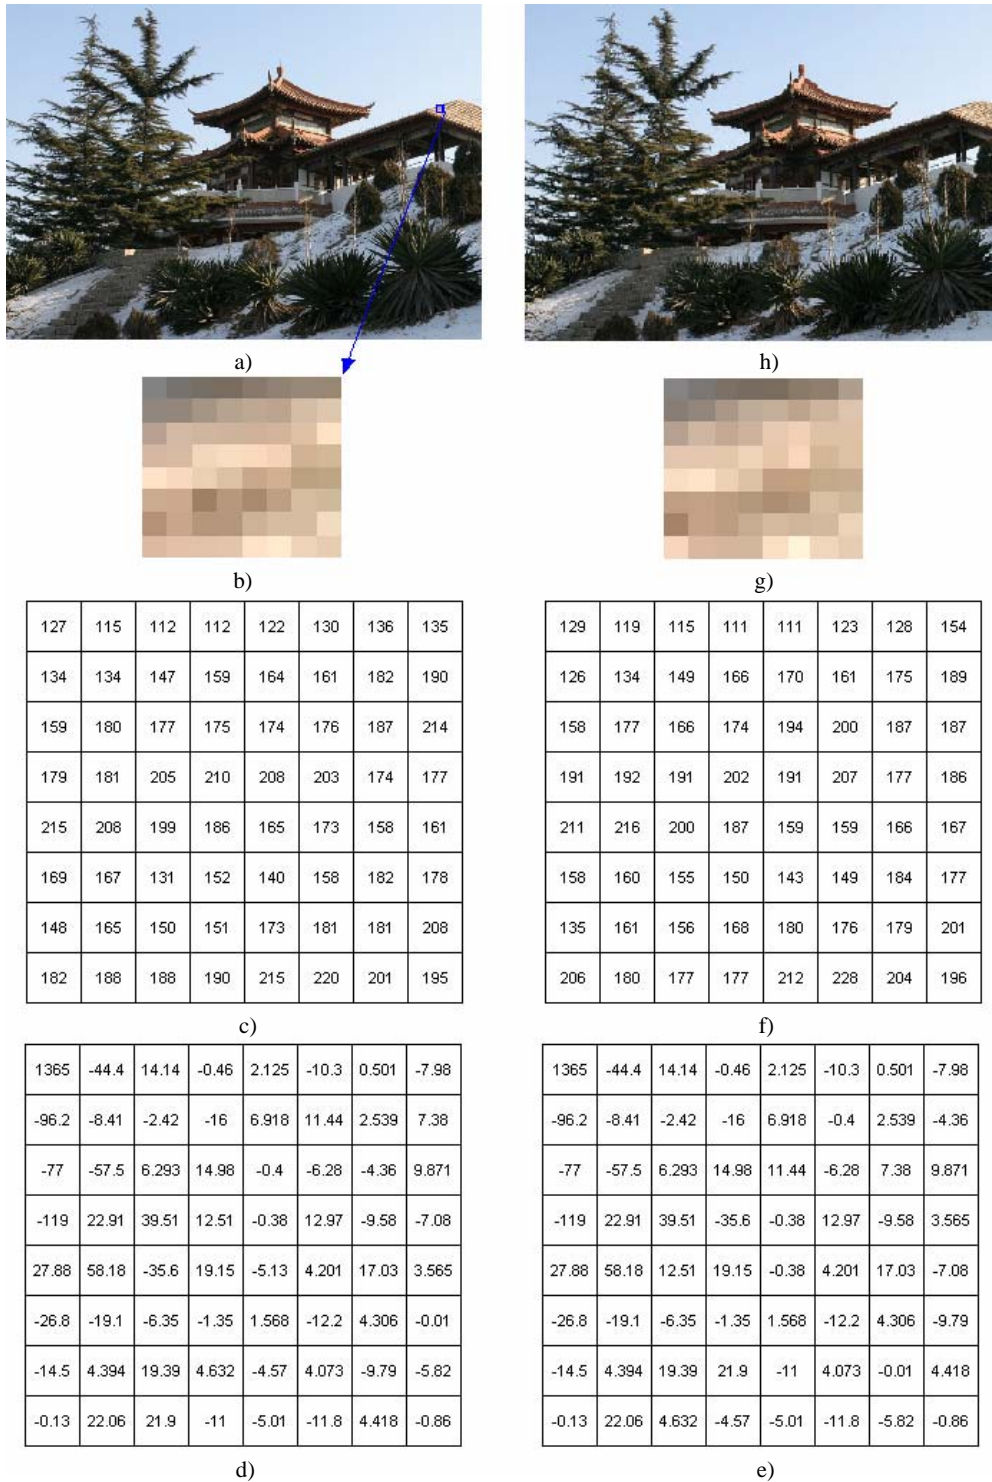 a) h)
b) g)
127 115 112 112 122 130 136 135
134 134 147 159 164 161 182 190
159 180 177 175 174 176 187 214
179 181 205 210 208 203 174 177
215 208 199 186 165 173 158 161
169 167 131 152 140 158 182 178
148 165 150 151 173 181 181 208
182 188 188 190 215 220 201 195
129 119 115 111 111 123 128 154
126 134 149 166 170 161 175 189
158 177 166 174 194 200 187 187
191 192 191 202 191 207 177 186
211 216 200 187 159 159 166 167
158 160 155 150 143 149 184 177
135 161 156 168 180 176 179 201
206 180 177 177 212 228 204 196
c) f)
1365 -44.4 14.14 -0.46 2.125 -10.3 0.501 -7.98
-96.2 -8.41 -2.42 -16 6.918 11.44 2.539 7.38
-77 -57.5 6.293 14.98 -0.4 -6.28 -4.36 9.871
-119 22.91 39.51 12.51 -0.38 12.97 -9.58 -7.08
27.88 58.18 -35.6 19.15 -5.13 4.201 17.03 3.565
-26.8 -19.1 -6.35 -1.35 1.568 -12.2 4.306 -0.01
-14.5 4.394 19.39 4.632 -4.57 4.073 -9.79 -5.82
-0.13 22.06 21.9 -11 -5.01 -11.8 4.418 -0.86
1365 -44.4 14.14 -0.46 2.125 -10.3 0.501 -7.98
-96.2 -8.41 -2.42 -16 6.918 -0.4 2.539 -4.36
-77 -57.5 6.293 14.98 11.44 -6.28 7.38 9.871
-119 22.91 39.51 -35.6 -0.38 12.97 -9.58 3.565
27.88 58.18 12.51 19.15 -0.38 4.201 17.03 -7.08
-26.8 -19.1 -6.35 -1.35 1.568 -12.2 4.306 -9.79
-14.5 4.394 19.39 21.9 -11 4.073 -0.01 4.418
-0.13 22.06 4.632 -4.57 -5.01 -11.8 -5.82 -0.86
d) e)